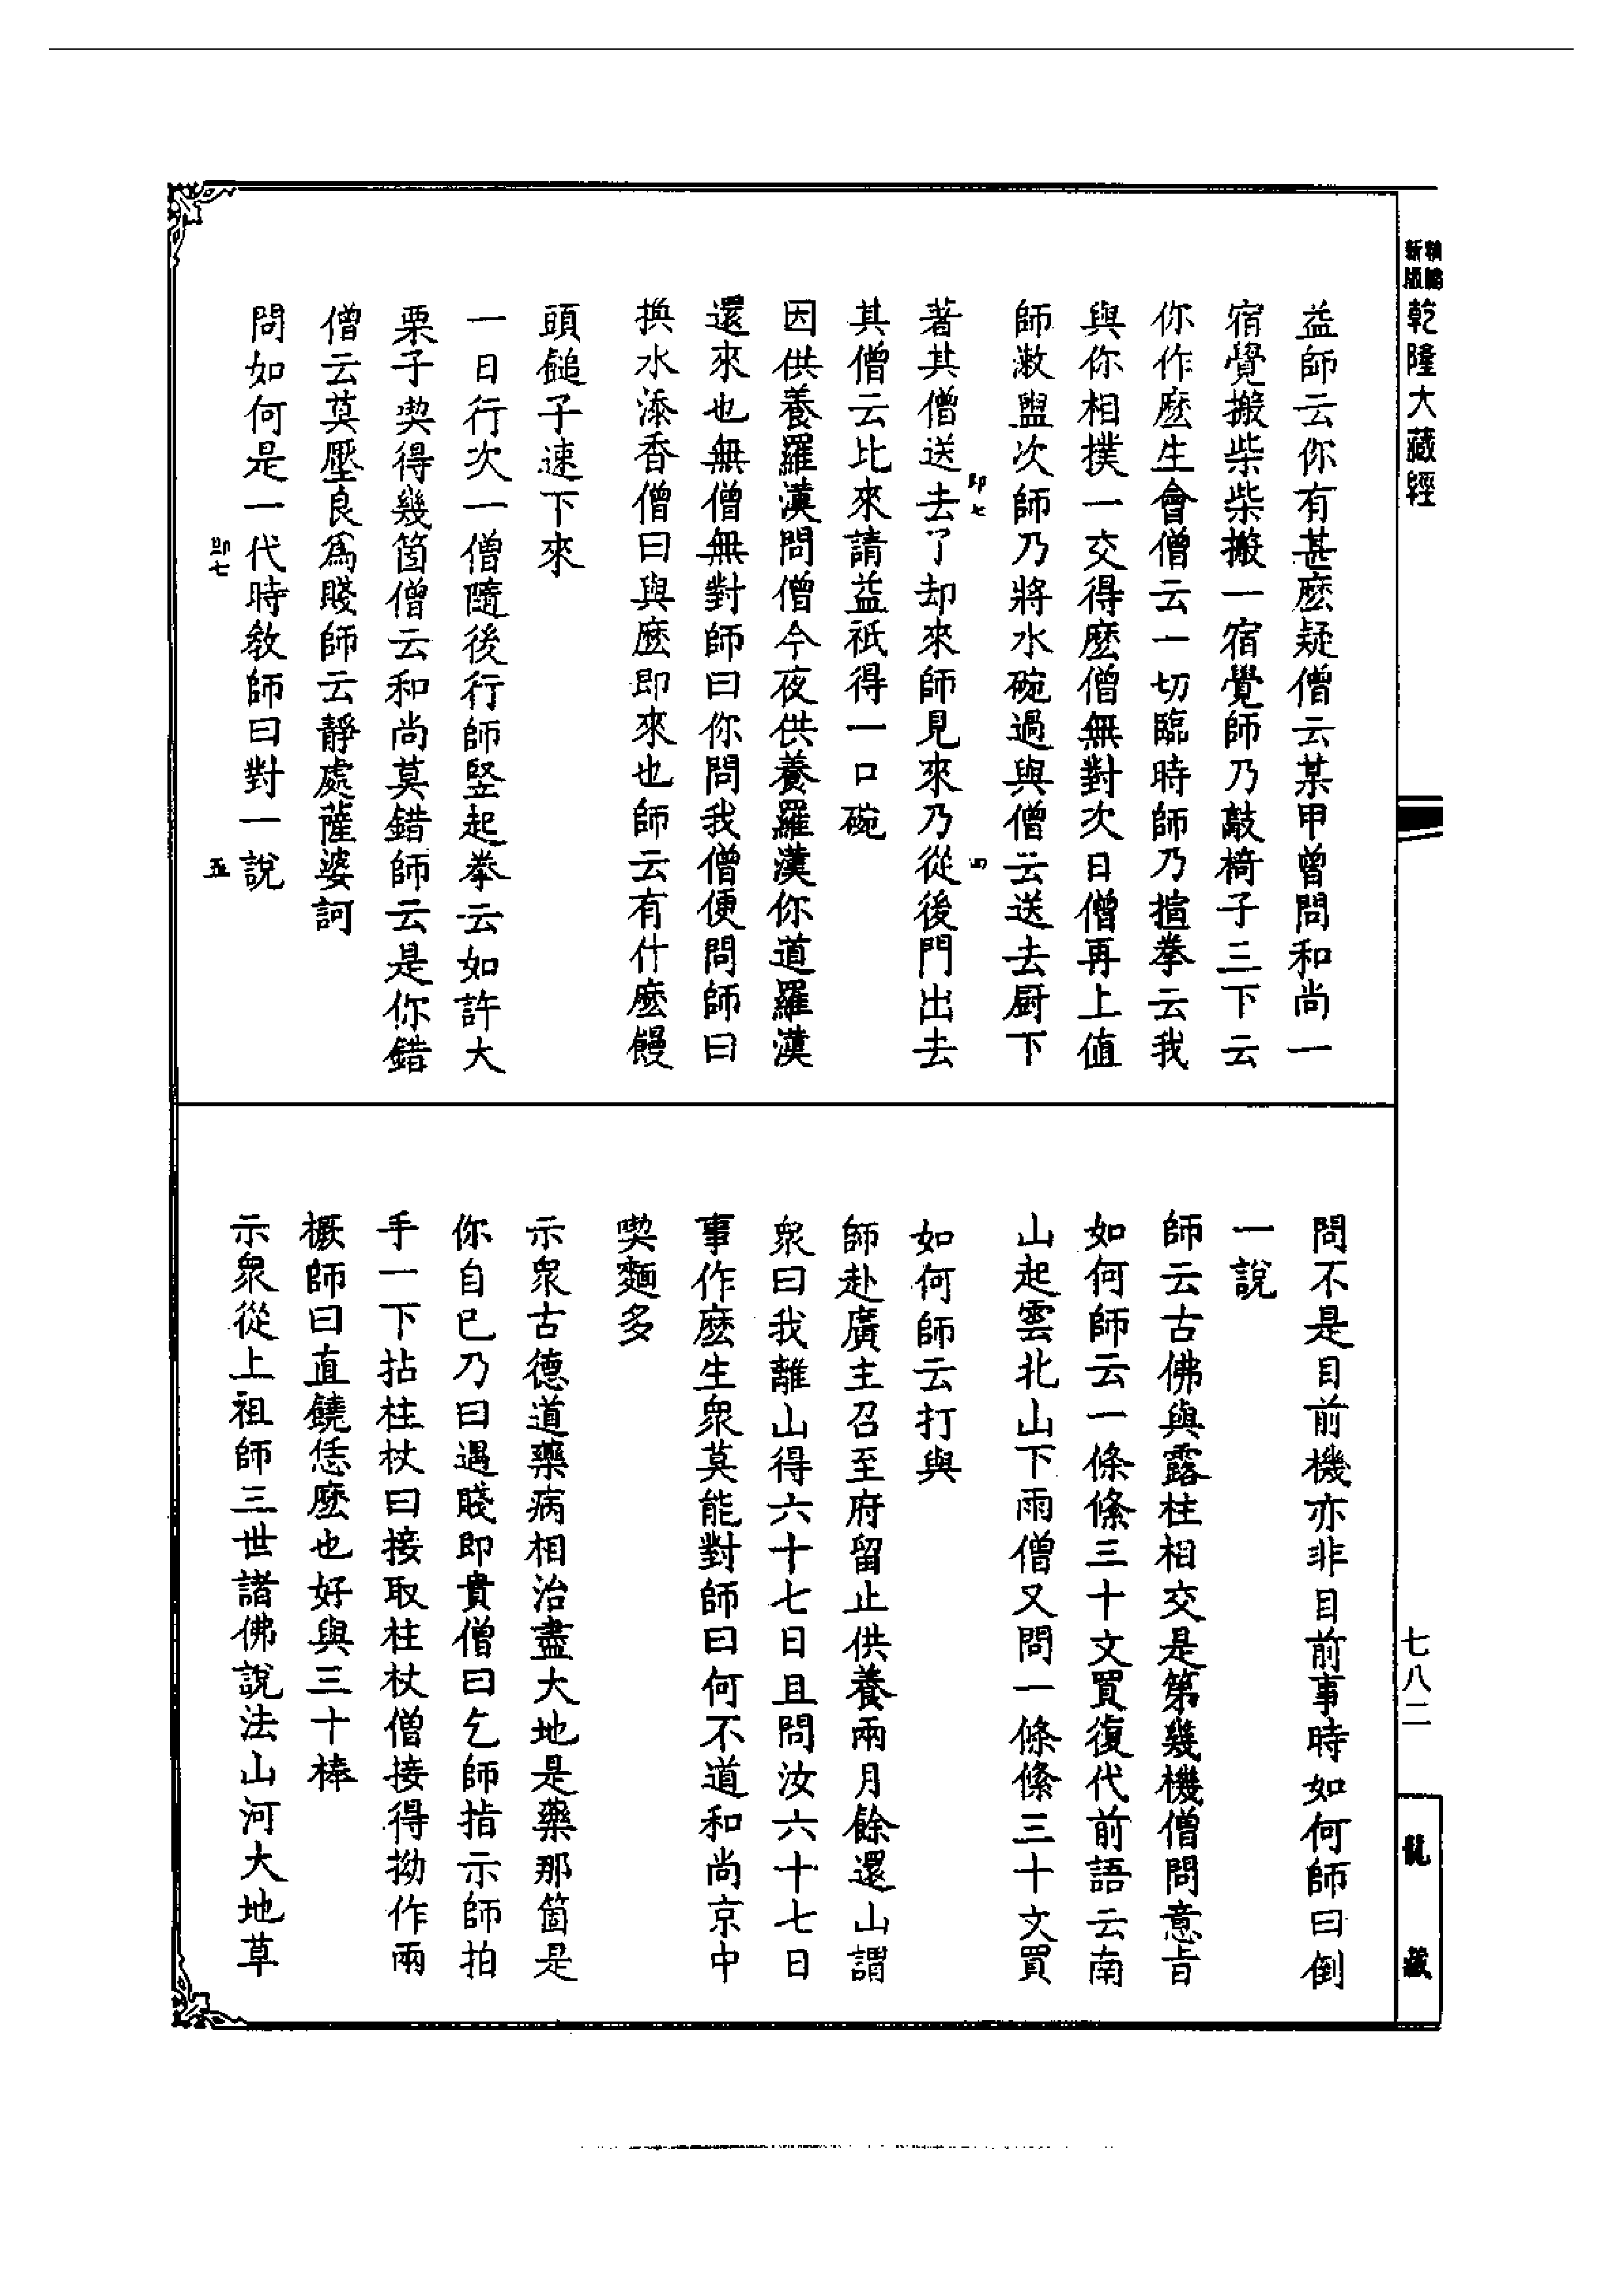 新版精縮
乾隆大藏經
益師云你有甚麽疑僧云某甲曾問和尚一
宿覺搬柴柴搬一宿覺師乃敲椅子三下云
你作麽生會僧云一切臨時師乃揎拳云我
與你相撲一交得麽僧無對次日僧再上值
師漱盥次師乃將水碗過與僧云送去厨下
著其僧送去了却來師見來乃從後門出去
其僧云比來請益祇得一口碗
因供養羅漢問僧今夜供養羅漢你道羅漢
還來也無僧無對師曰你問我僧便問師曰
換水添香僧曰與麽即來也師云有什麽饅
頭䭔子速下來
一日行次一僧隨後行師竪起拳云如許大
栗子喫得幾箇僧云和尚莫錯師云是你錯
僧云莫壓良爲賤師云靜處薩婆訶
問如何是一代時教師曰對一說
問不是目前機亦非目前事時如何師曰倒
一說
師云古佛與露柱相交是第幾機僧問意旨
如何師云一條絛三十文買復代前語云南
山起雲北山下雨僧又問一條絛三十文買
如何師云打與
師赴廣主召至府留止供養兩月餘還山謂
衆曰我離山得六十七日且問汝六十七日
事作麽生衆莫能對師曰何不道和尚京中
喫麵多
示衆古德道藥病相治盡大地是藥那箇是
你自己乃曰遇賤即貴僧曰乞師指示師拍
手一下拈柱杖曰接取柱杖僧接得拗作兩
橛師曰直饒恁麽也好與三十棒
示衆從上祖師三世諸佛說法山河大地草
七八二
龍藏